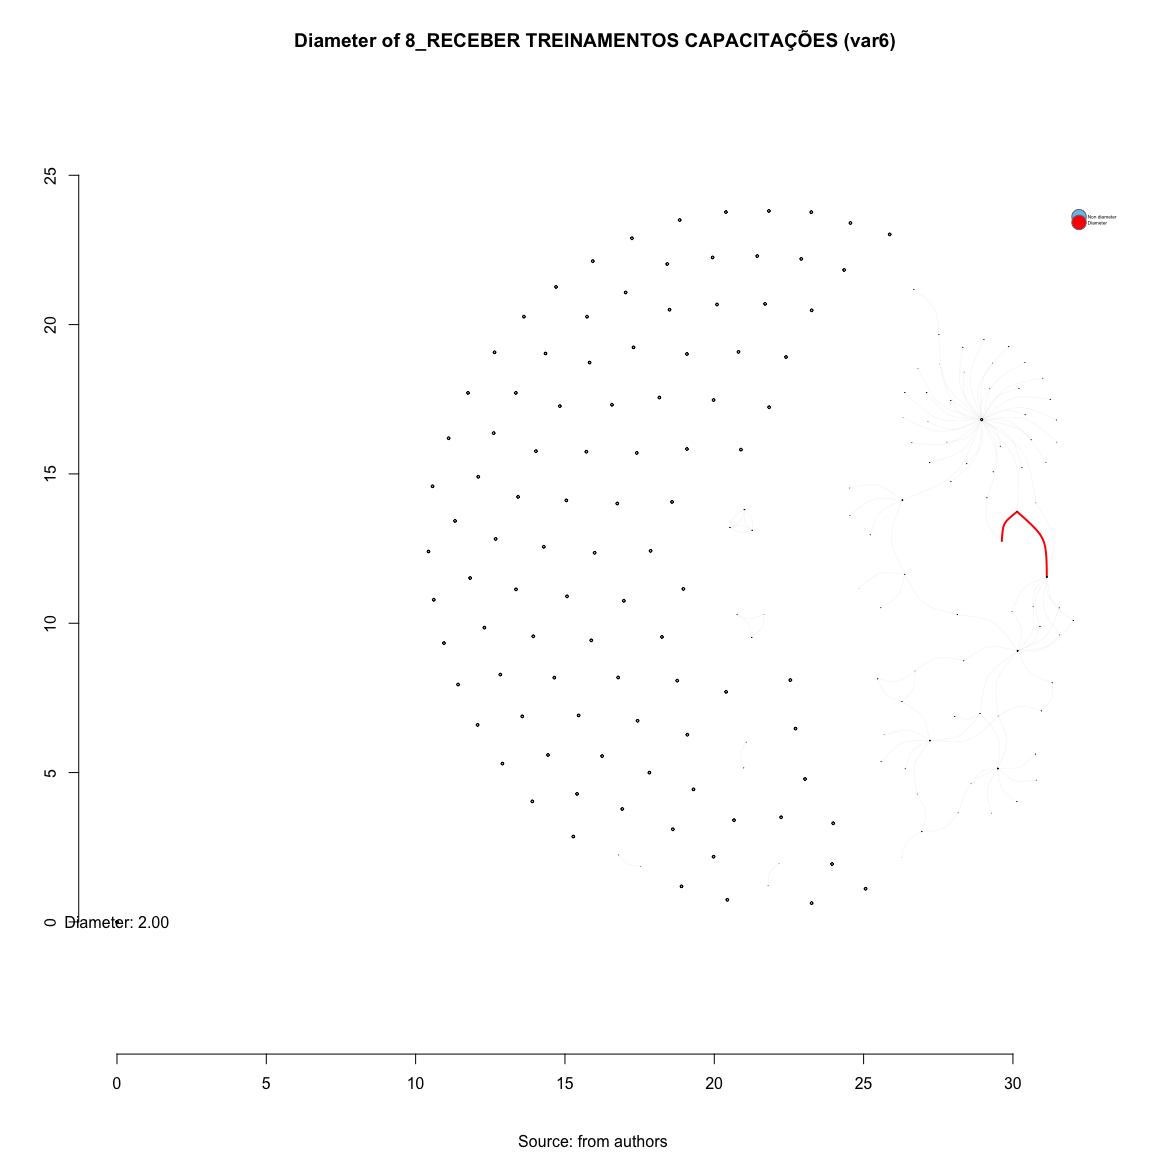 Diameter of 8_RECEBER TREINAMENTOS CAPACITAÇÕES (var6)
25
20
15
10
5
0
Non diameter
Diameter
Diameter: 2.00
0 5 10 15 20 25 30
Source: from authors